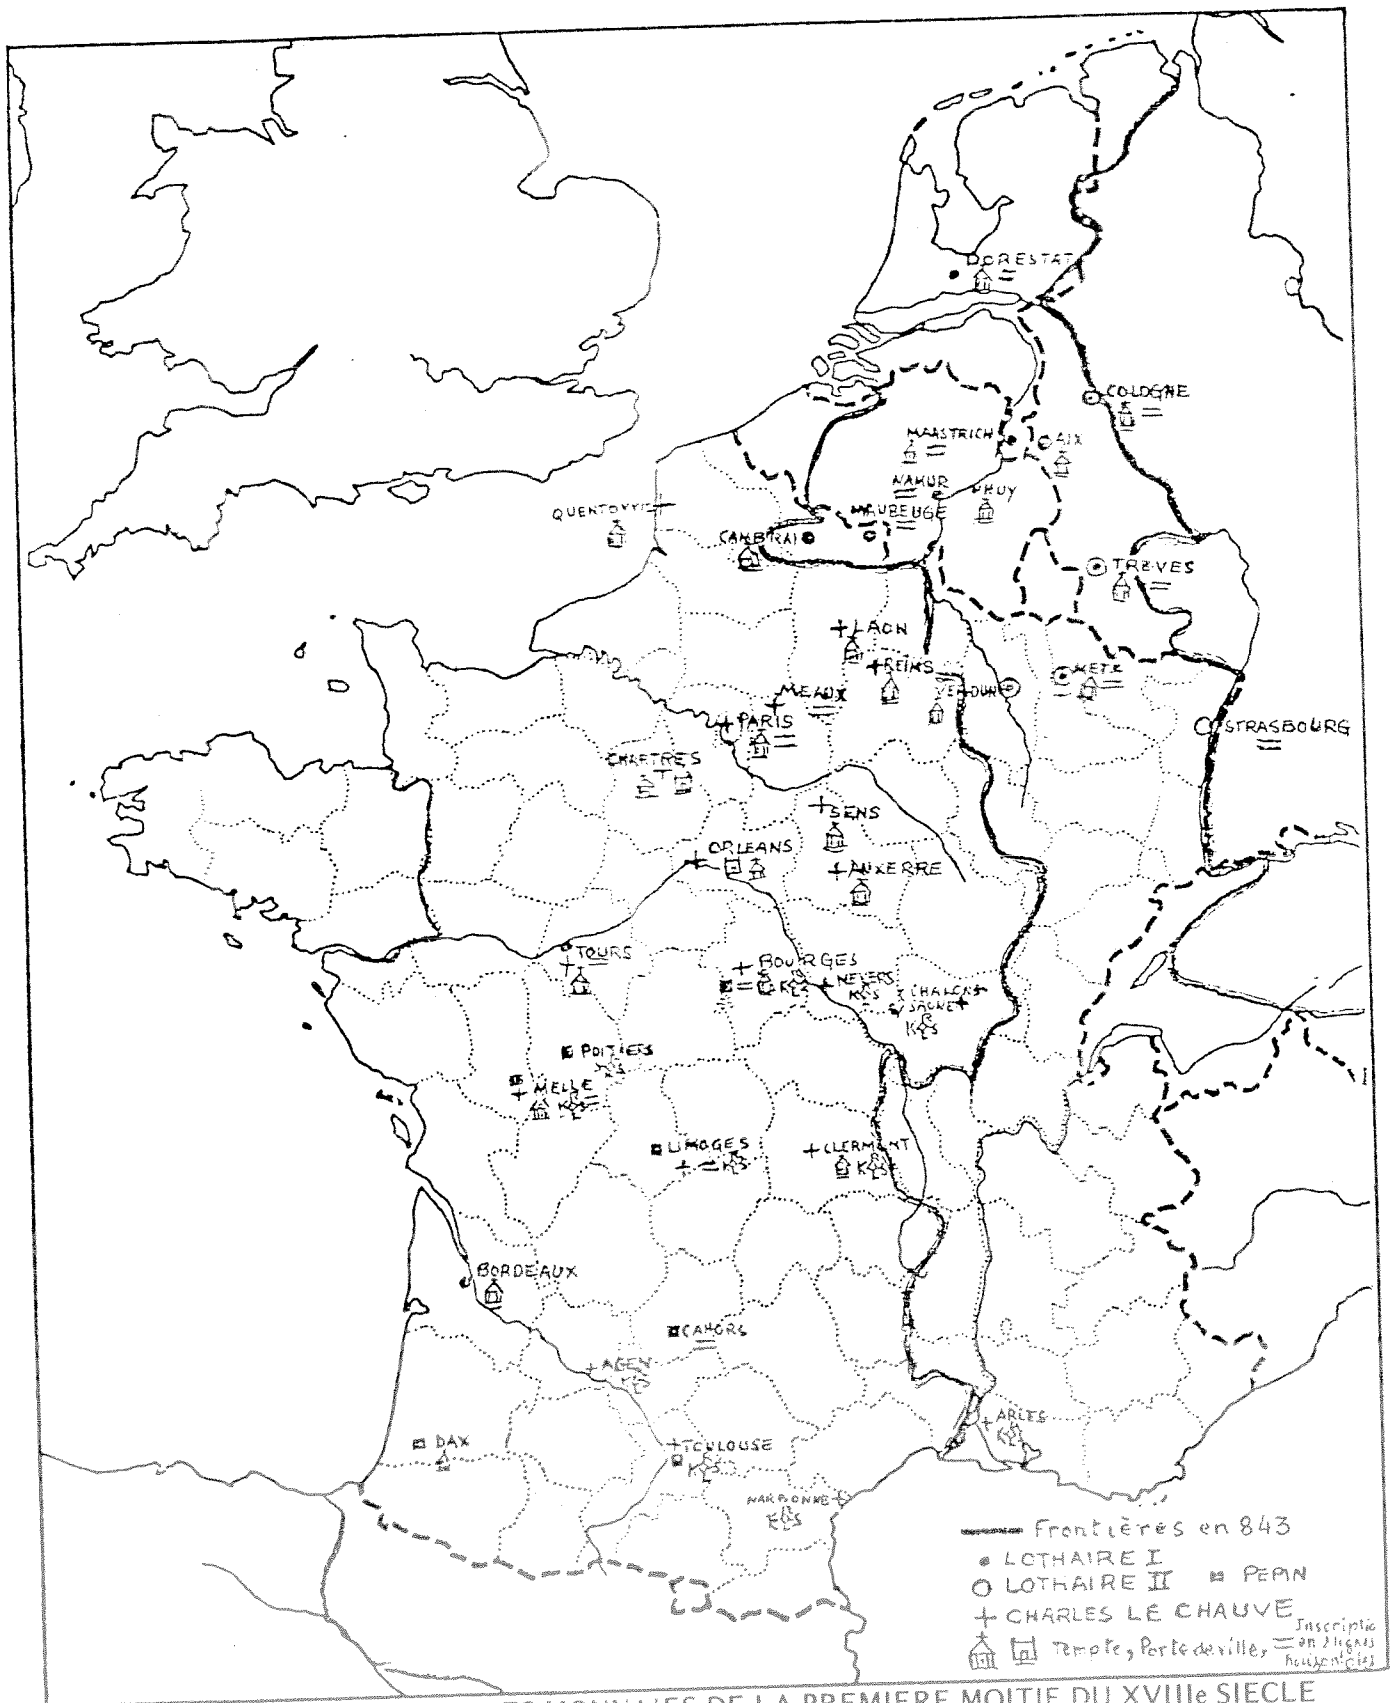 DORESTAT
COLOGNE
MAASTRICH
AIX
NAMUR
HUY
QUENTOVIC
MAUBEUGE
CAMBRAI
TREVES
LAON
REIMS
METZ
VERDUN
MEAUX
PARIS
STRASBOURG
CHARTRES
SENS
ORLEANS
AUXERRE
TOURS
BOURGES
NEVERS
CHALONS
S/ SAONE
POITIERS
MELLE
LIMOGES
CLERMONT
BORDEAUX
CAHORS
AGEN
ARLES
DAX
TOULOUSE
NARBONNE
Frontières en 843
LOTHAIRE I
LOTHAIRE II PEPIN
CHARLES LE CHAUVE
Temple, Porte de ville, Inscriptio
en 2 lignes
horizontales
MONNAIES DE LA PREMIERE MOITIE DU XVIIIe SIECLE